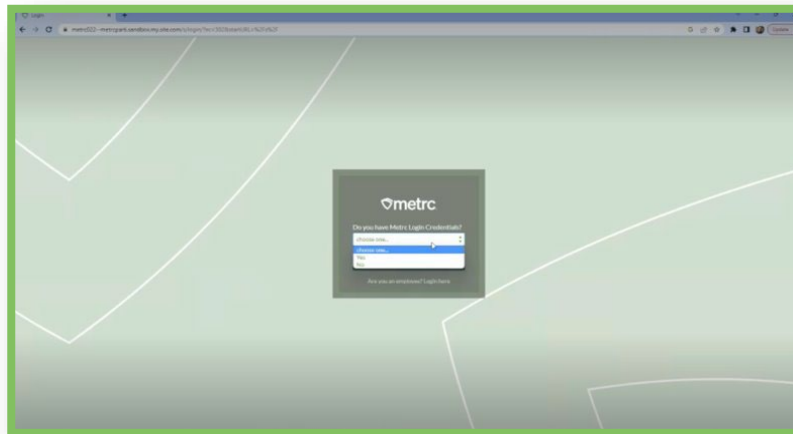 Login
metrc
Do you have Metrc Login Credentials?
choose one...
choose one...
Yes
No
Are you an employee? Login here